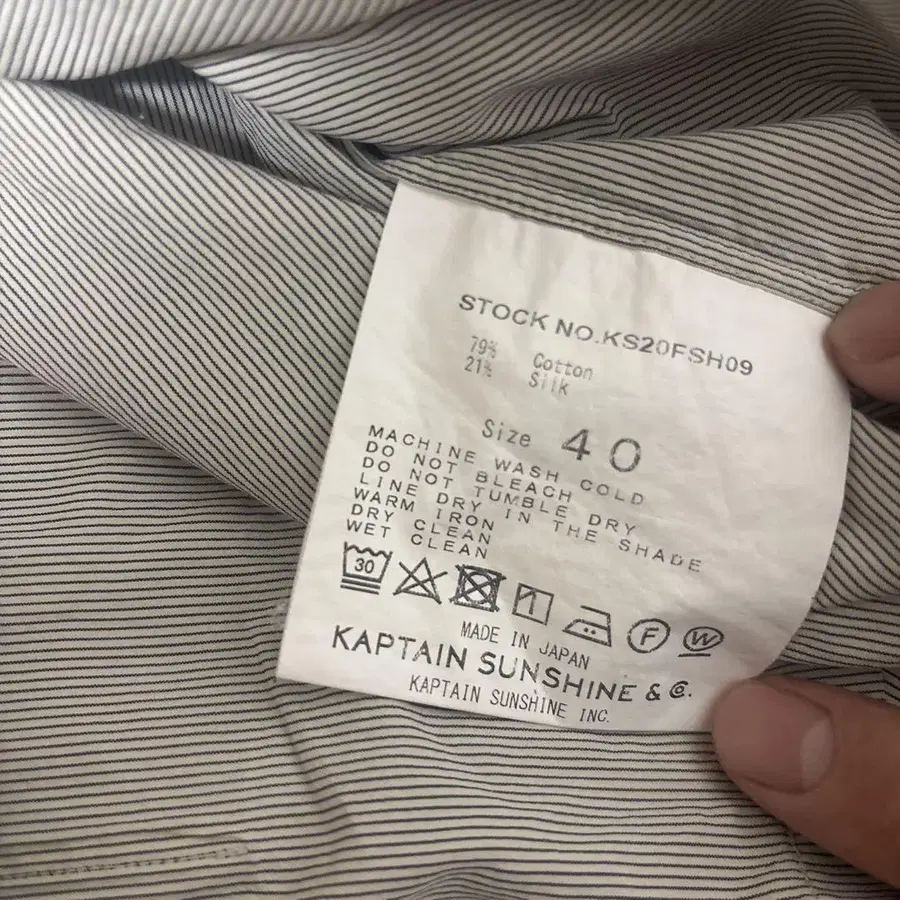 STOCK NO.KS20FSH09
79% Cotton
21% Silk
Size 40
MACHINE WASH COLD
DO NOT BLEACH
DO NOT TUMBLE DRY
LINE DRY IN THE SHADE
WARM IRON
DRY CLEAN
WET CLEAN
30 F W
MADE IN JAPAN
KAPTAIN SUNSHINE & Co.
KAPTAIN SUNSHINE INC.